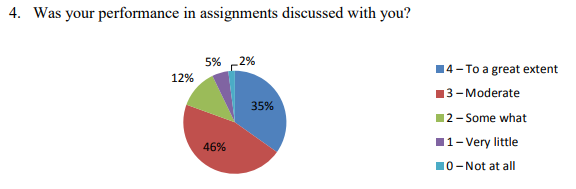 4. Was your performance in assignments discussed with you?
5%
2%
12%
35%
46%
4 – To a great extent
3 – Moderate
2 – Some what
1 – Very little
0 – Not at all